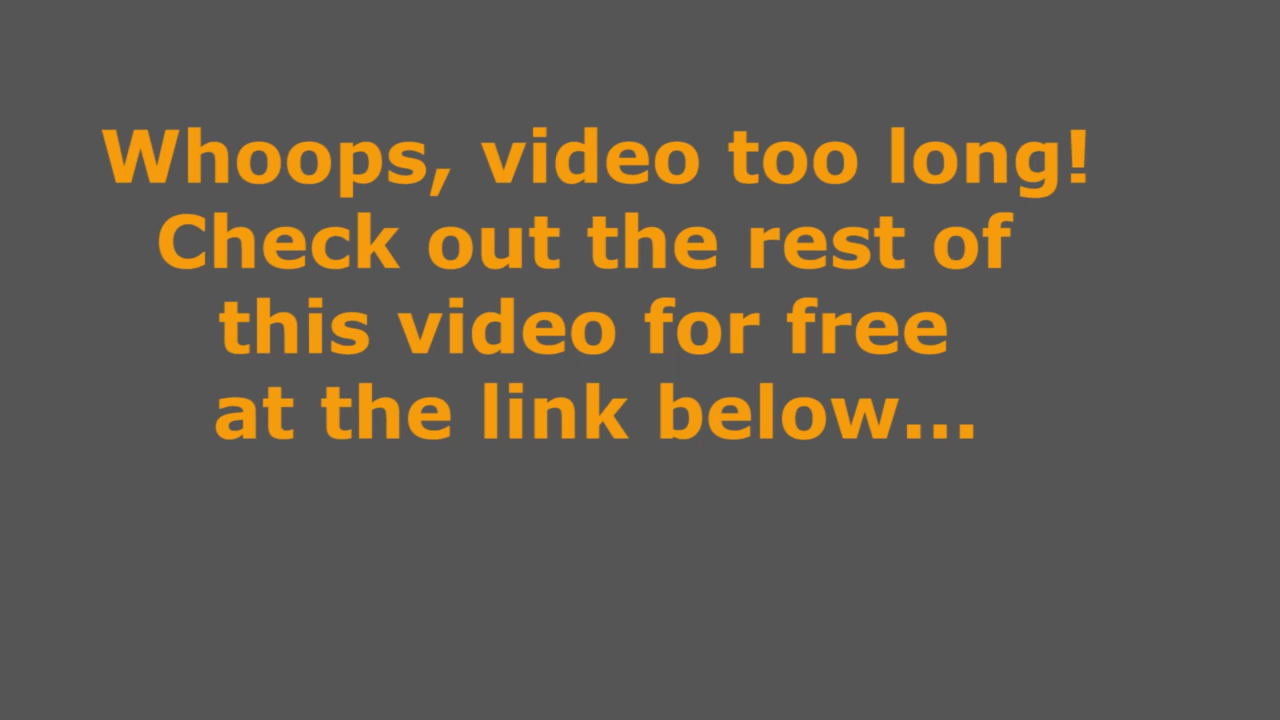 Whoops, video too long!
Check out the rest of
this video for free
at the link below...